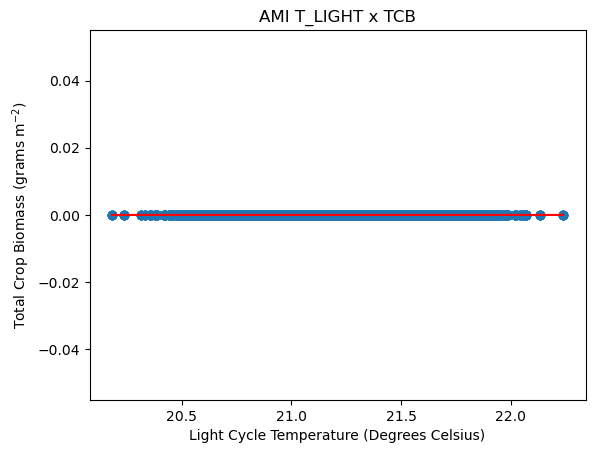 AMI T_LIGHT x TCB
Total Crop Biomass (grams m⁻²)
0.04
0.02
0.00
−0.02
−0.04
20.5 21.0 21.5 22.0
Light Cycle Temperature (Degrees Celsius)